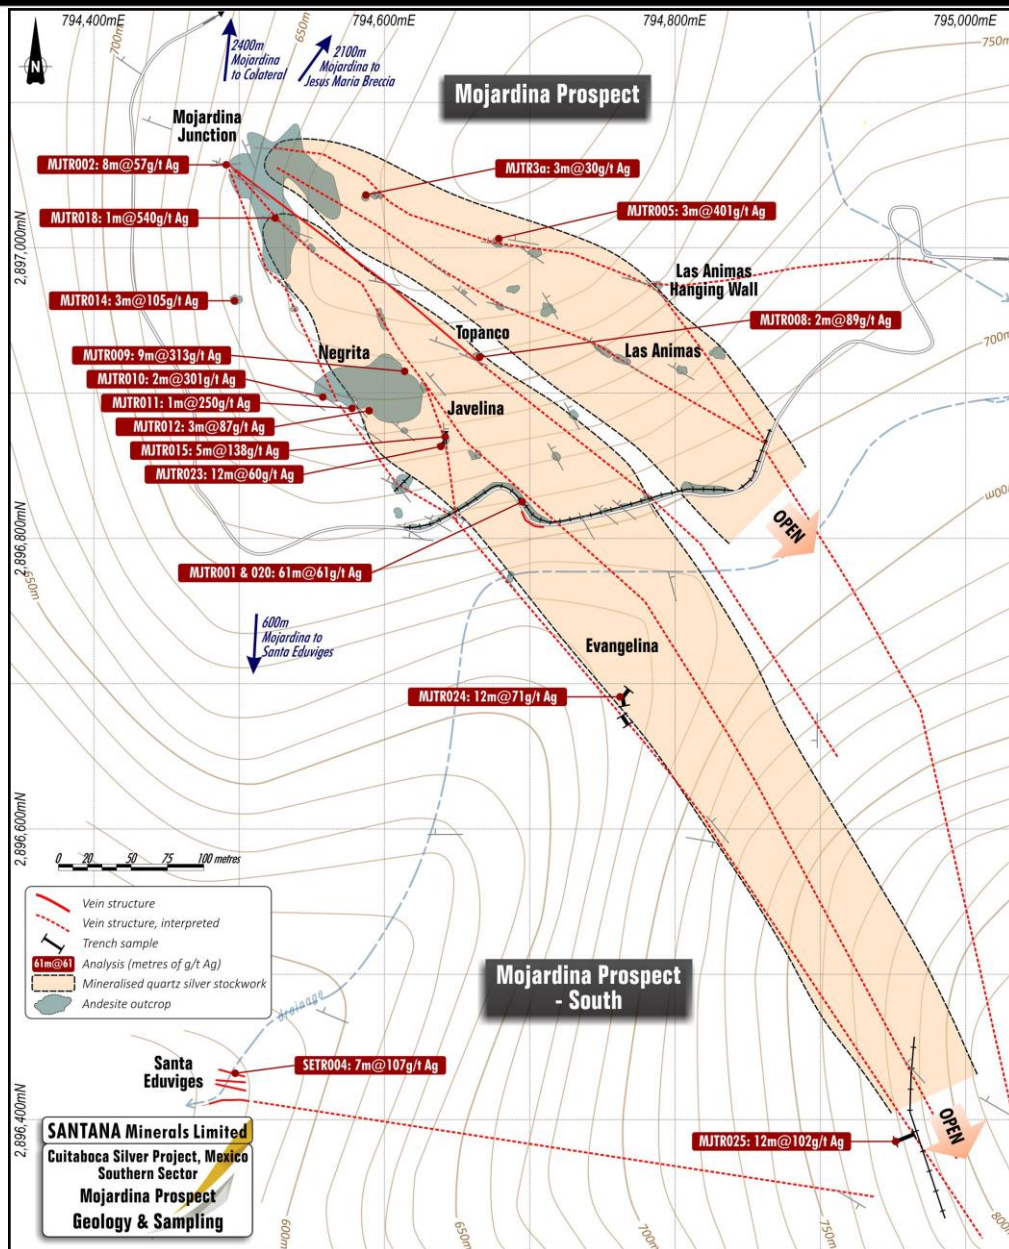 794,400mE
794,600mE
794,800mE
795,000mE
700m
650m
750m
2400m
Mojardina
to Colateral
2100m
Mojardina to
Jesus Maria Breccia
N
Mojardina Prospect
Mojardina
Junction
MJTR002: 8m@57g/t Ag
MJTR3a: 3m@30g/t Ag
MJTR018: 1m@540g/t Ag
MJTR005: 3m@401g/t Ag
2,897,000mN
Las Animas
Hanging Wall
MJTR014: 3m@105g/t Ag
MJTR008: 2m@89g/t Ag
Topanco
700m
Negrita
Las Animas
MJTR009: 9m@313g/t Ag
MJTR010: 2m@301g/t Ag
MJTR011: 1m@250g/t Ag
Javelina
MJTR012: 3m@87g/t Ag
MJTR015: 5m@138g/t Ag
MJTR023: 12m@60g/t Ag
700m
OPEN
2,896,800mN
MJTR001 & 020: 61m@61g/t Ag
650m
600m
Mojardina to
Santa Eduviges
Evangelina
MJTR024: 12m@71g/t Ag
2,896,600mN
0 20 50 75 100 metres
Vein structure
Vein structure, interpreted
Trench sample
61m@61
Analysis (metres of g/t Ag)
Mineralised quartz silver stockwork
Andesite outcrop
Mojardina Prospect
- South
drainage
Santa
Eduviges
SETR004: 7m@107g/t Ag
2,896,400mN
SANTANA Minerals Limited
Cuitaboca Silver Project, Mexico
Southern Sector
Mojardina Prospect
Geology & Sampling
MJTR025: 12m@102g/t Ag
OPEN
600m
650m
700m
750m
800m